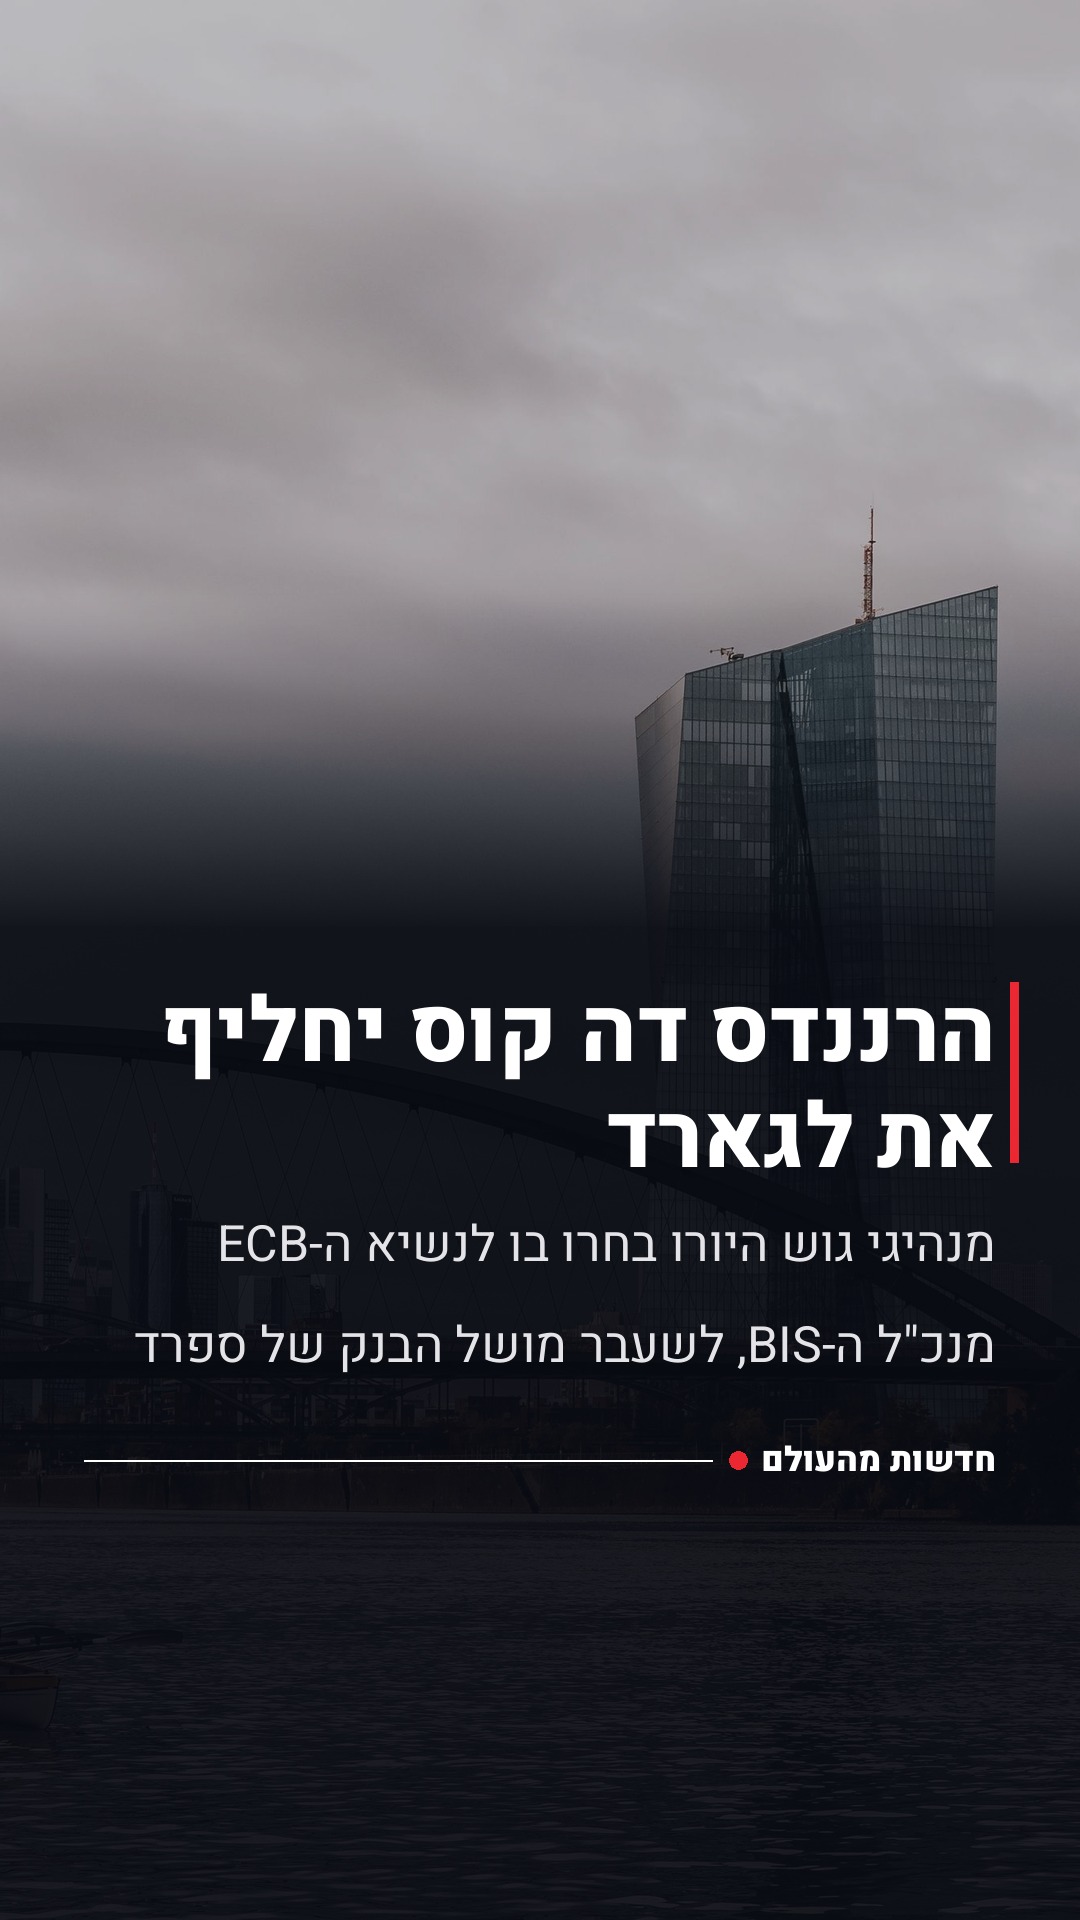 הרננדס דה קוס יחליף
את לגארד
מנהיגי גוש היורו בחרו בו לנשיא ה-ECB
מנכ"ל ה-BIS, לשעבר מושל הבנק של ספרד
חדשות מהעולם